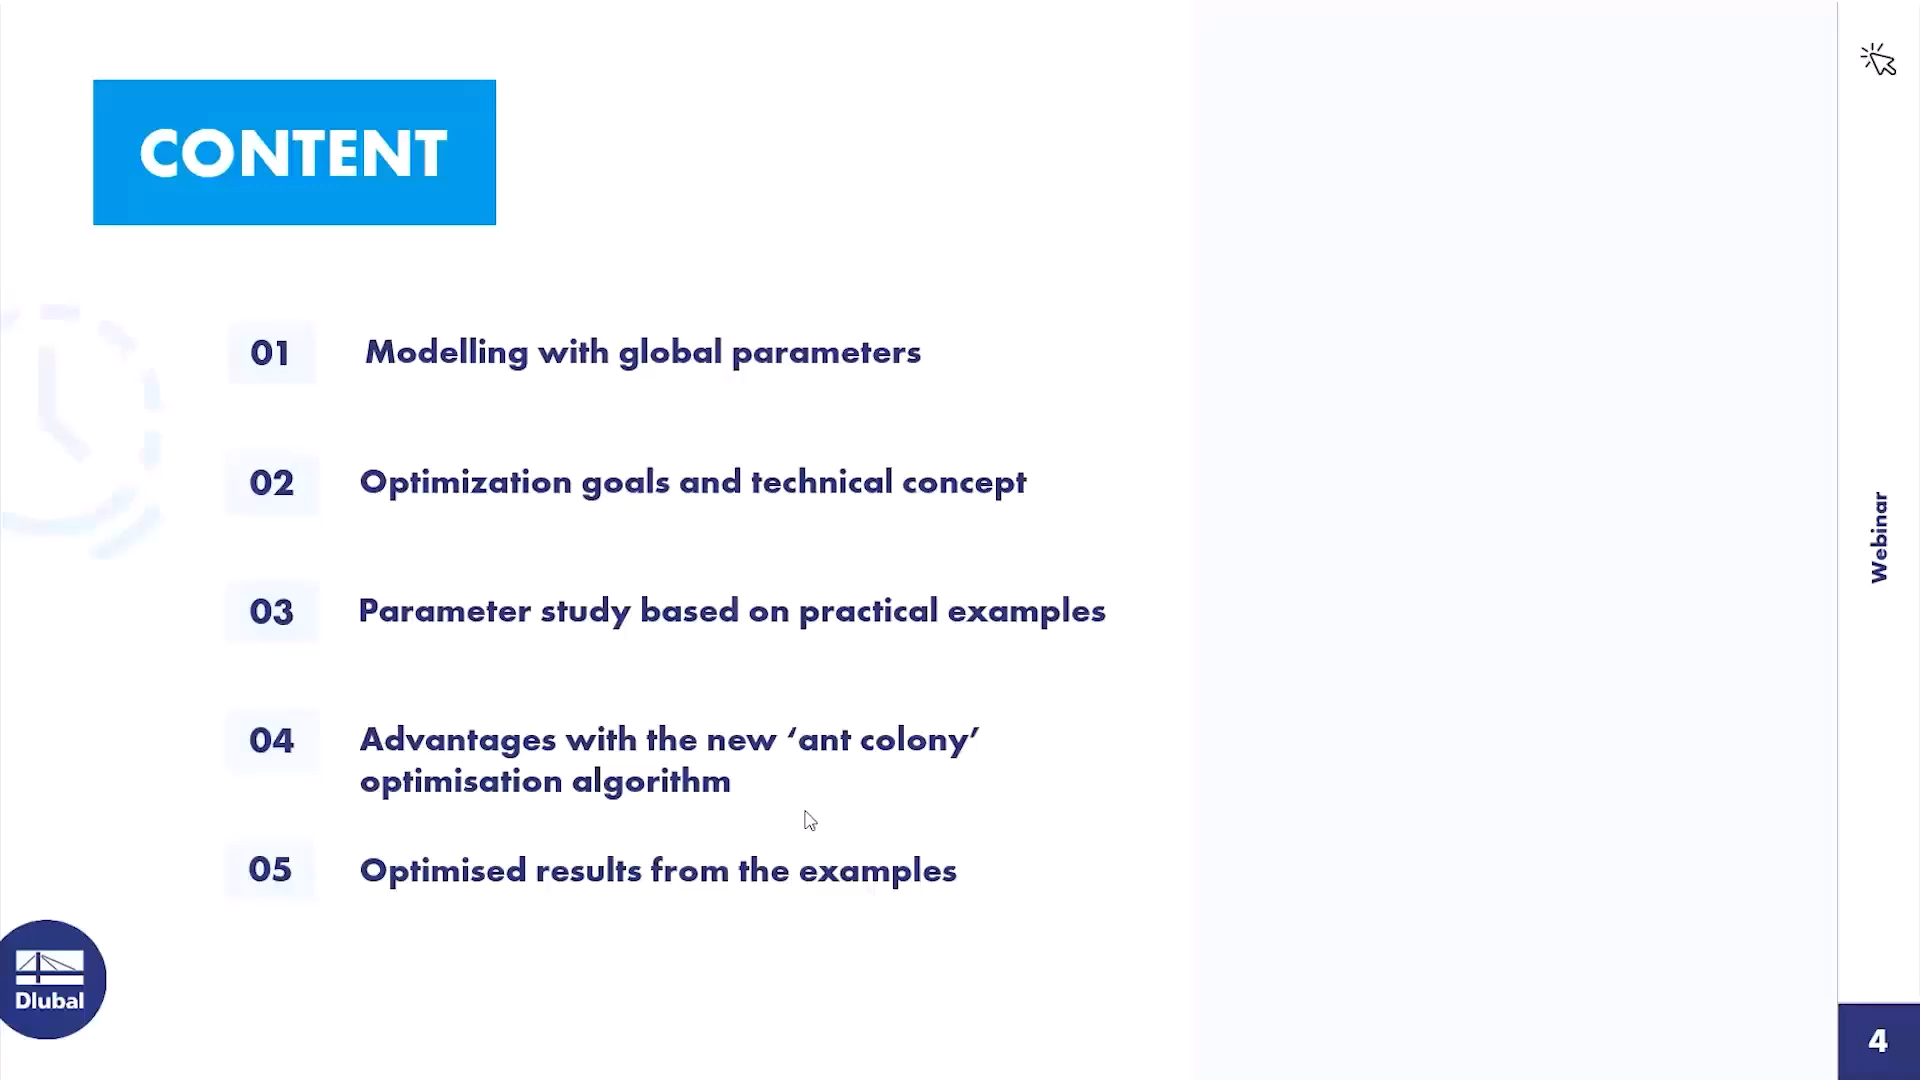 CONTENT
01 Modelling with global parameters
02 Optimization goals and technical concept
03 Parameter study based on practical examples
04 Advantages with the new ‘ant colony’
optimisation algorithm
05 Optimised results from the examples
Dlubal
Webinar
4